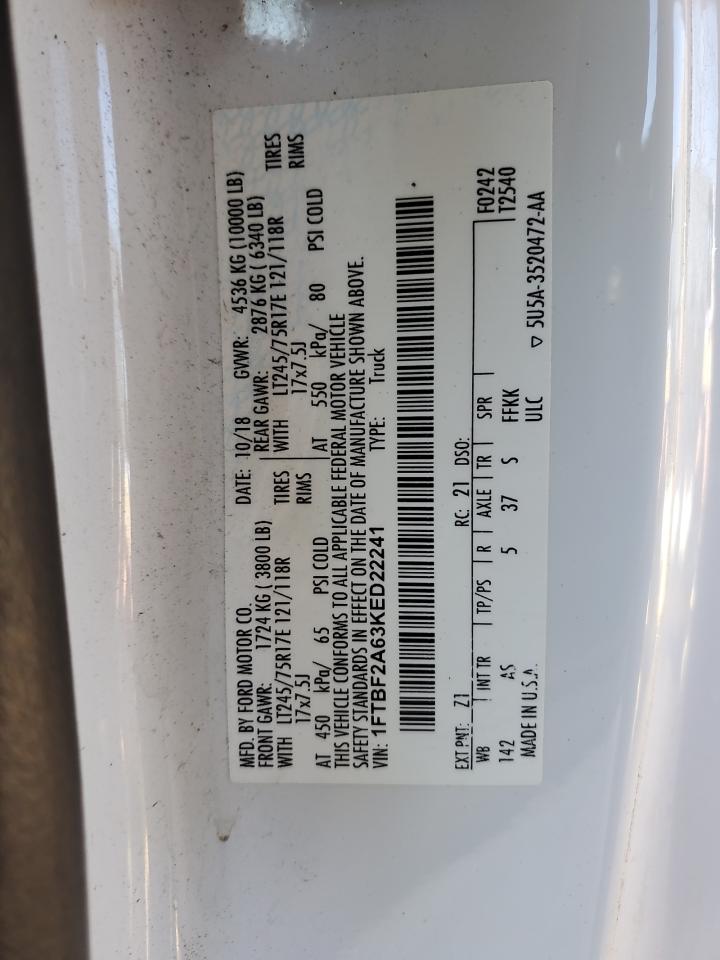 MFD. BY FORD MOTOR CO. DATE: 10/18 GVWR: 4536 KG (10000 LB)
FRONT GAWR: 1724 KG ( 3800 LB) REAR GAWR: 2876 KG ( 6340 LB)
WITH LT245/75R17E 121/118R TIRES WITH LT245/75R17E 121/118R TIRES
17x7.5J RIMS 17x7.5J RIMS
AT 450 kPa/ 65 PSI COLD AT 550 kPa/ 80 PSI COLD
THIS VEHICLE CONFORMS TO ALL APPLICABLE FEDERAL MOTOR VEHICLE
SAFETY STANDARDS IN EFFECT ON THE DATE OF MANUFACTURE SHOWN ABOVE.
VIN: 1FTBF2A63KED22241 TYPE: Truck
EXT PNT: Z1 RC: 21 DSO:
WB INT TR TP/PS R AXLE TR SPR F0242
142 AS 5 37 S FFKK T2540
MADE IN U.S.A. ULC
▽ 5U5A-3520472-AA